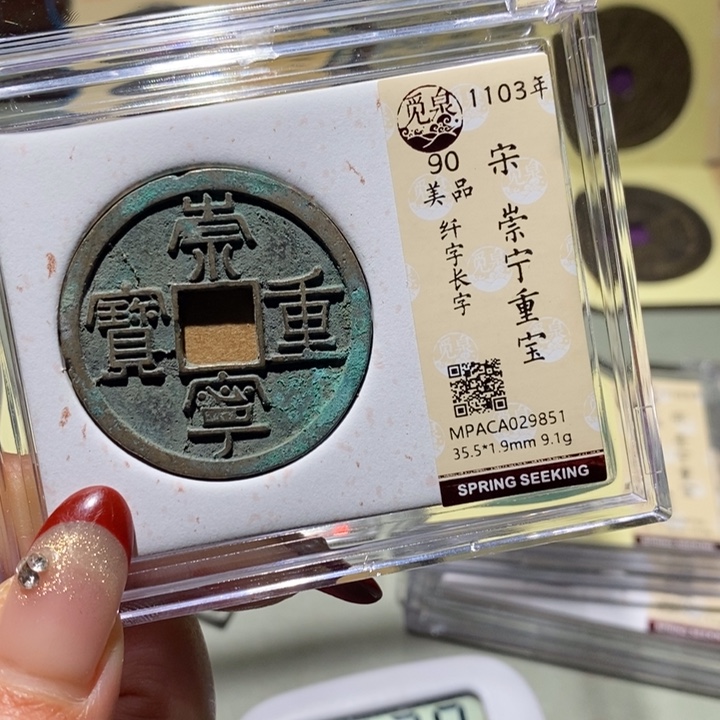 崇
重
寧
寶
觅泉
1103年
宋 崇宁重宝
90
美品
纤字长字
MPACA029851
35.5*1.9mm 9.1g
SPRING SEEKING